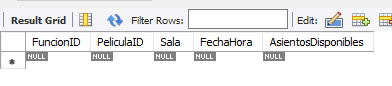 Result Grid Filter Rows: Edit:
FuncionID PeliculaID Sala FechaHora AsientosDisponibles
NULL NULL NULL NULL NULL